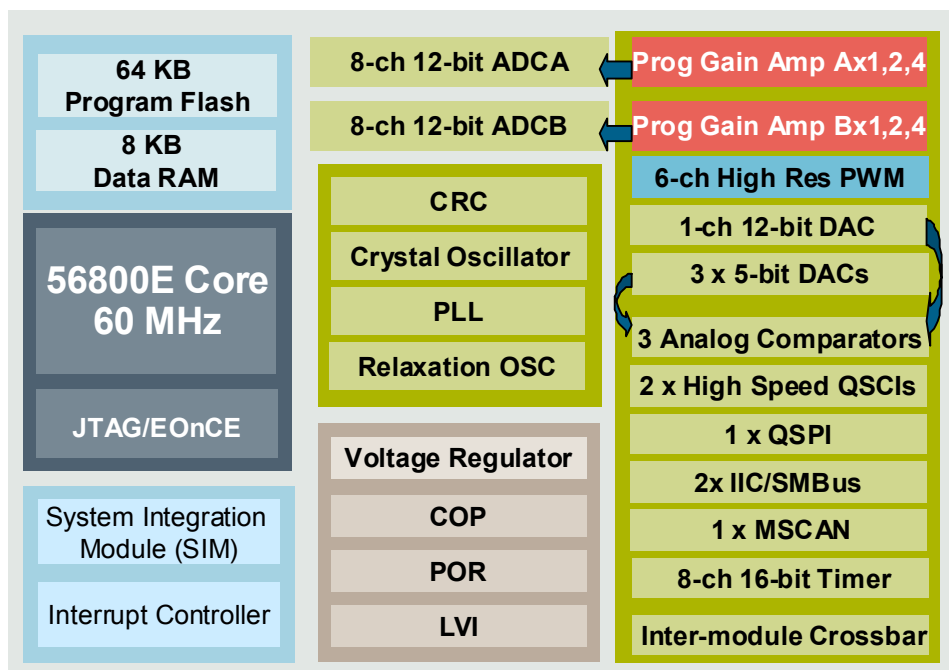 64 KB
Program Flash
8 KB
Data RAM
56800E Core
60 MHz
JTAG/EOnCE
System Integration
Module (SIM)
Interrupt Controller
8-ch 12-bit ADCA
8-ch 12-bit ADCB
CRC
Crystal Oscillator
PLL
Relaxation OSC
Voltage Regulator
COP
POR
LVI
Prog Gain Amp Ax1,2,4
Prog Gain Amp Bx1,2,4
6-ch High Res PWM
1-ch 12-bit DAC
3 x 5-bit DACs
3 Analog Comparators
2 x High Speed QSCIs
1 x QSPI
2x IIC/SMBus
1 x MSCAN
8-ch 16-bit Timer
Inter-module Crossbar